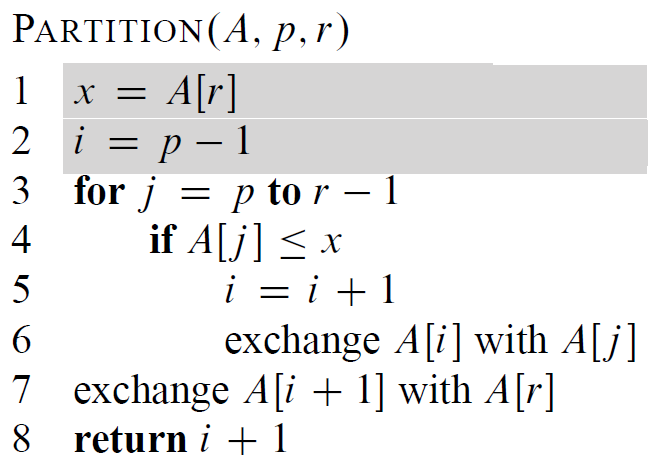 PARTITION(A, p, r)
1 x = A[r]
2 i = p − 1
3 for j = p to r − 1
4 if A[j] ≤ x
5 i = i + 1
6 exchange A[i] with A[j]
7 exchange A[i + 1] with A[r]
8 return i + 1